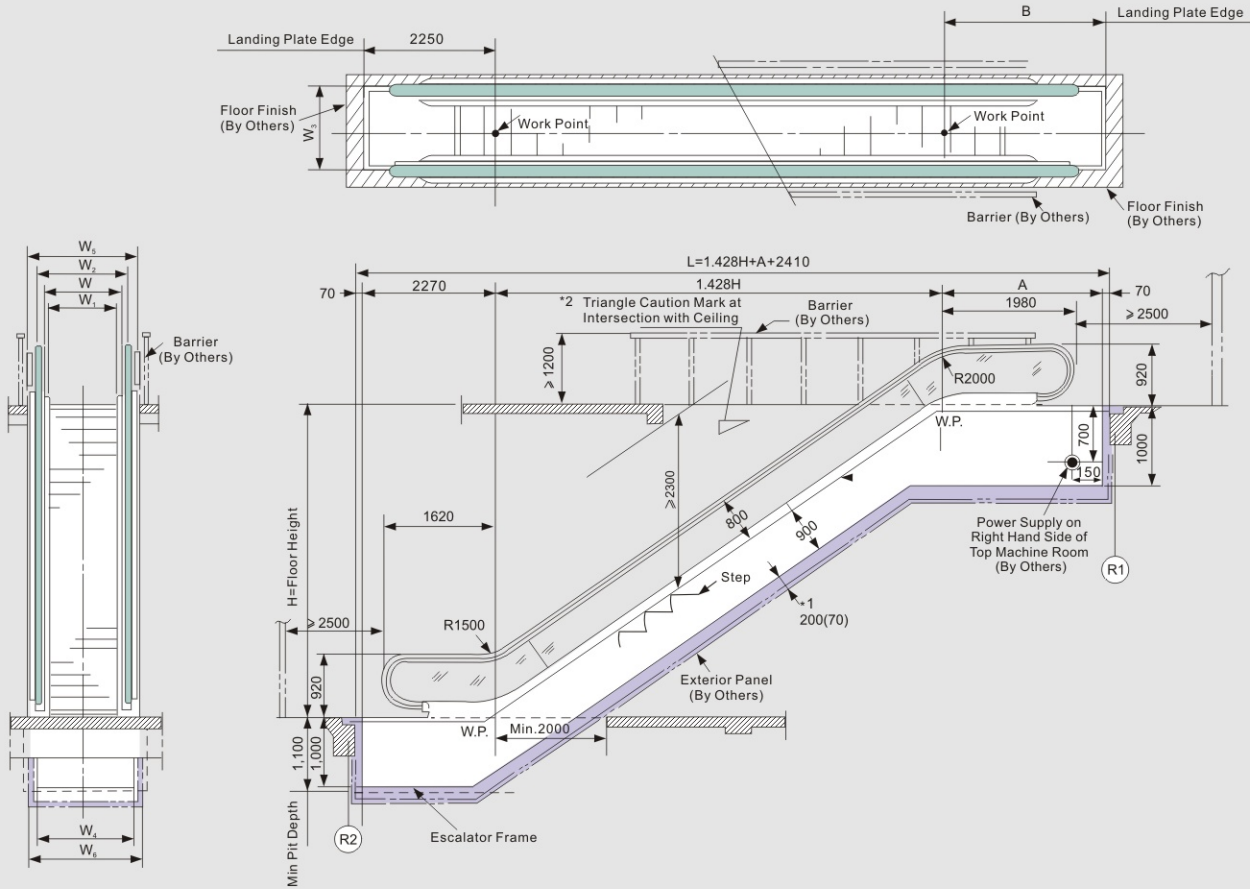 B
Landing Plate Edge
2250
Landing Plate Edge
Floor Finish
(By Others)
W₃
Work Point
Work Point
Floor Finish
(By Others)
Barrier (By Others)
W₅
W₂
W
W₁
Barrier
(By Others)
W₄
W₆
L=1.428H+A+2410
70
2270
1.428H
A
70
*2 Triangle Caution Mark at
Intersection with Ceiling
Barrier
(By Others)
1980
⩾2500
⩾1200
R2000
920
W.P.
700
1000
150
⩾2300
1620
800
900
Power Supply on
Right Hand Side of
Top Machine Room
(By Others)
R1
H=Floor Height
Step
*1
200(70)
⩾2500
R1500
920
Exterior Panel
(By Others)
W.P.
Min.2000
1,100
1,000
Min Pit Depth
Escalator Frame
R2